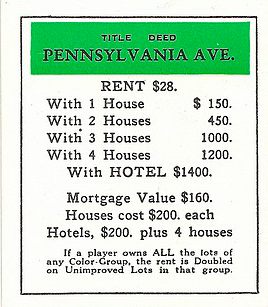 TITLE DEED
PENNSYLVANIA AVE.
RENT $28.
With 1 House $ 150.
With 2 Houses 450.
With 3 Houses 1000.
With 4 Houses 1200.
With HOTEL $1400.
Mortgage Value $160.
Houses cost $200. each
Hotels, $200. plus 4 houses
If a player owns ALL the lots of
any Color-Group, the rent is Doubled
on Unimproved Lots in that group.